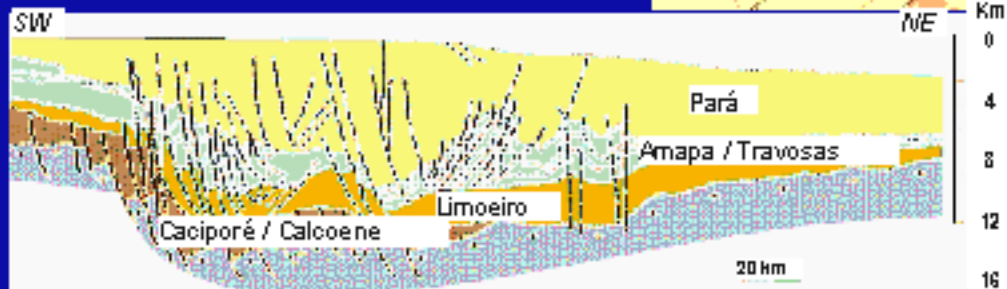 Km
SW
NE
0
Pará
4
Amapa / Travosas
8
Limoeiro
Caciporé / Calcoene
12
20 km
16